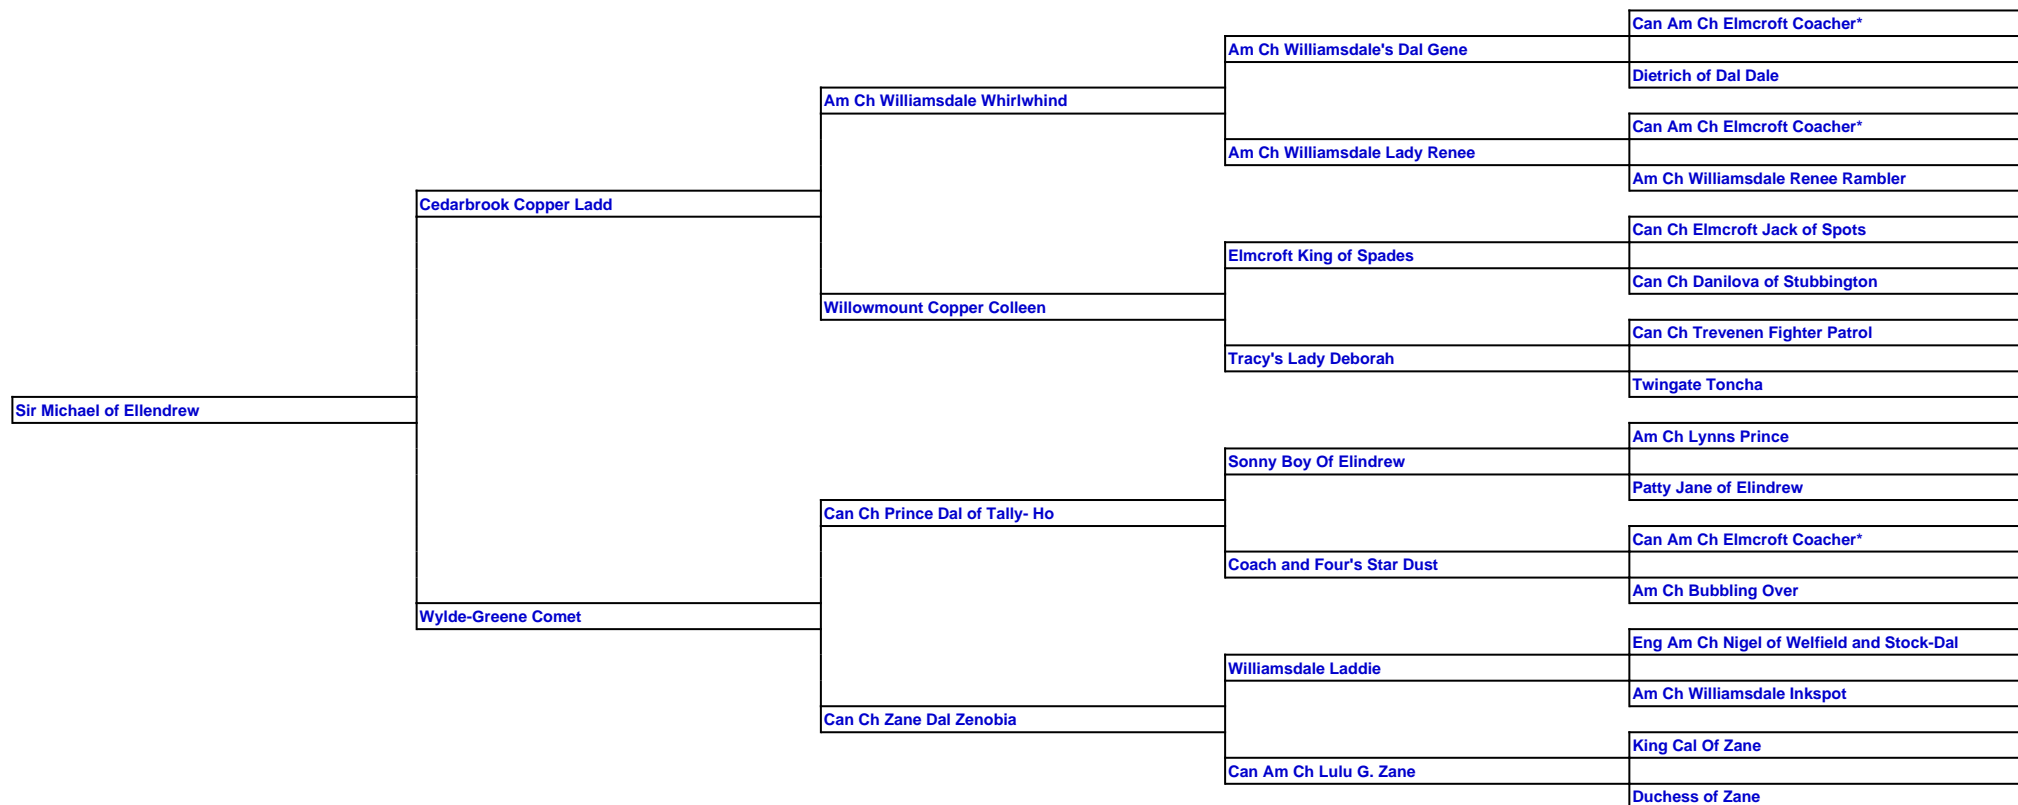 Can Am Ch Elmcroft Coacher*
Am Ch Williamsdale's Dal Gene
Dietrich of Dal Dale
Am Ch Williamsdale Whirlwhind
Can Am Ch Elmcroft Coacher*
Am Ch Williamsdale Lady Renee
Am Ch Williamsdale Renee Rambler
Cedarbrook Copper Ladd
Can Ch Elmcroft Jack of Spots
Elmcroft King of Spades
Can Ch Danilova of Stubbington
Willowmount Copper Colleen
Can Ch Trevenen Fighter Patrol
Tracy's Lady Deborah
Twingate Toncha
Sir Michael of Ellendrew
Am Ch Lynns Prince
Sonny Boy Of Elindrew
Patty Jane of Elindrew
Can Ch Prince Dal of Tally- Ho
Can Am Ch Elmcroft Coacher*
Coach and Four's Star Dust
Am Ch Bubbling Over
Wylde-Greene Comet
Eng Am Ch Nigel of Welfield and Stock-Dal
Williamsdale Laddie
Am Ch Williamsdale Inkspot
Can Ch Zane Dal Zenobia
King Cal Of Zane
Can Am Ch Lulu G. Zane
Duchess of Zane